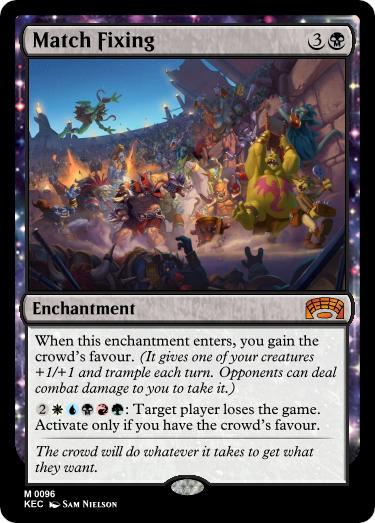 Match Fixing
3
Enchantment
When this enchantment enters, you gain the
crowd's favour. (It gives one of your creatures
+1/+1 and trample each turn. Opponents can deal
combat damage to you to take it.)
2 : Target player loses the game.
Activate only if you have the crowd's favour.
The crowd will do whatever it takes to get what
they want.
M 0096
KEC SAM NIELSON